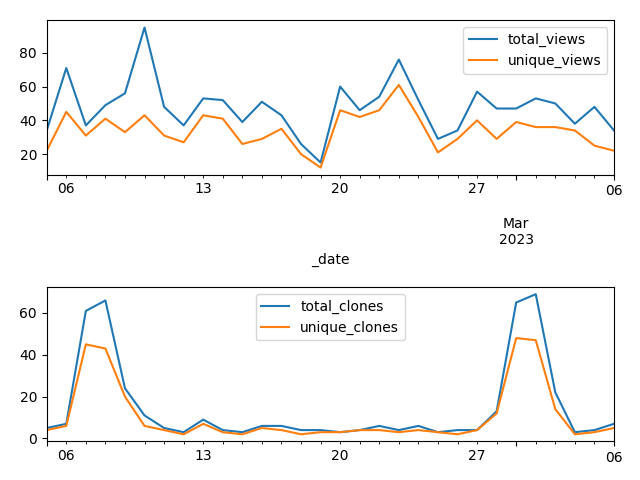 total_views
unique_views
80
60
40
20
06 13 20 27 06
Mar
2023
_date
total_clones
unique_clones
60
40
20
0
06 13 20 27 06